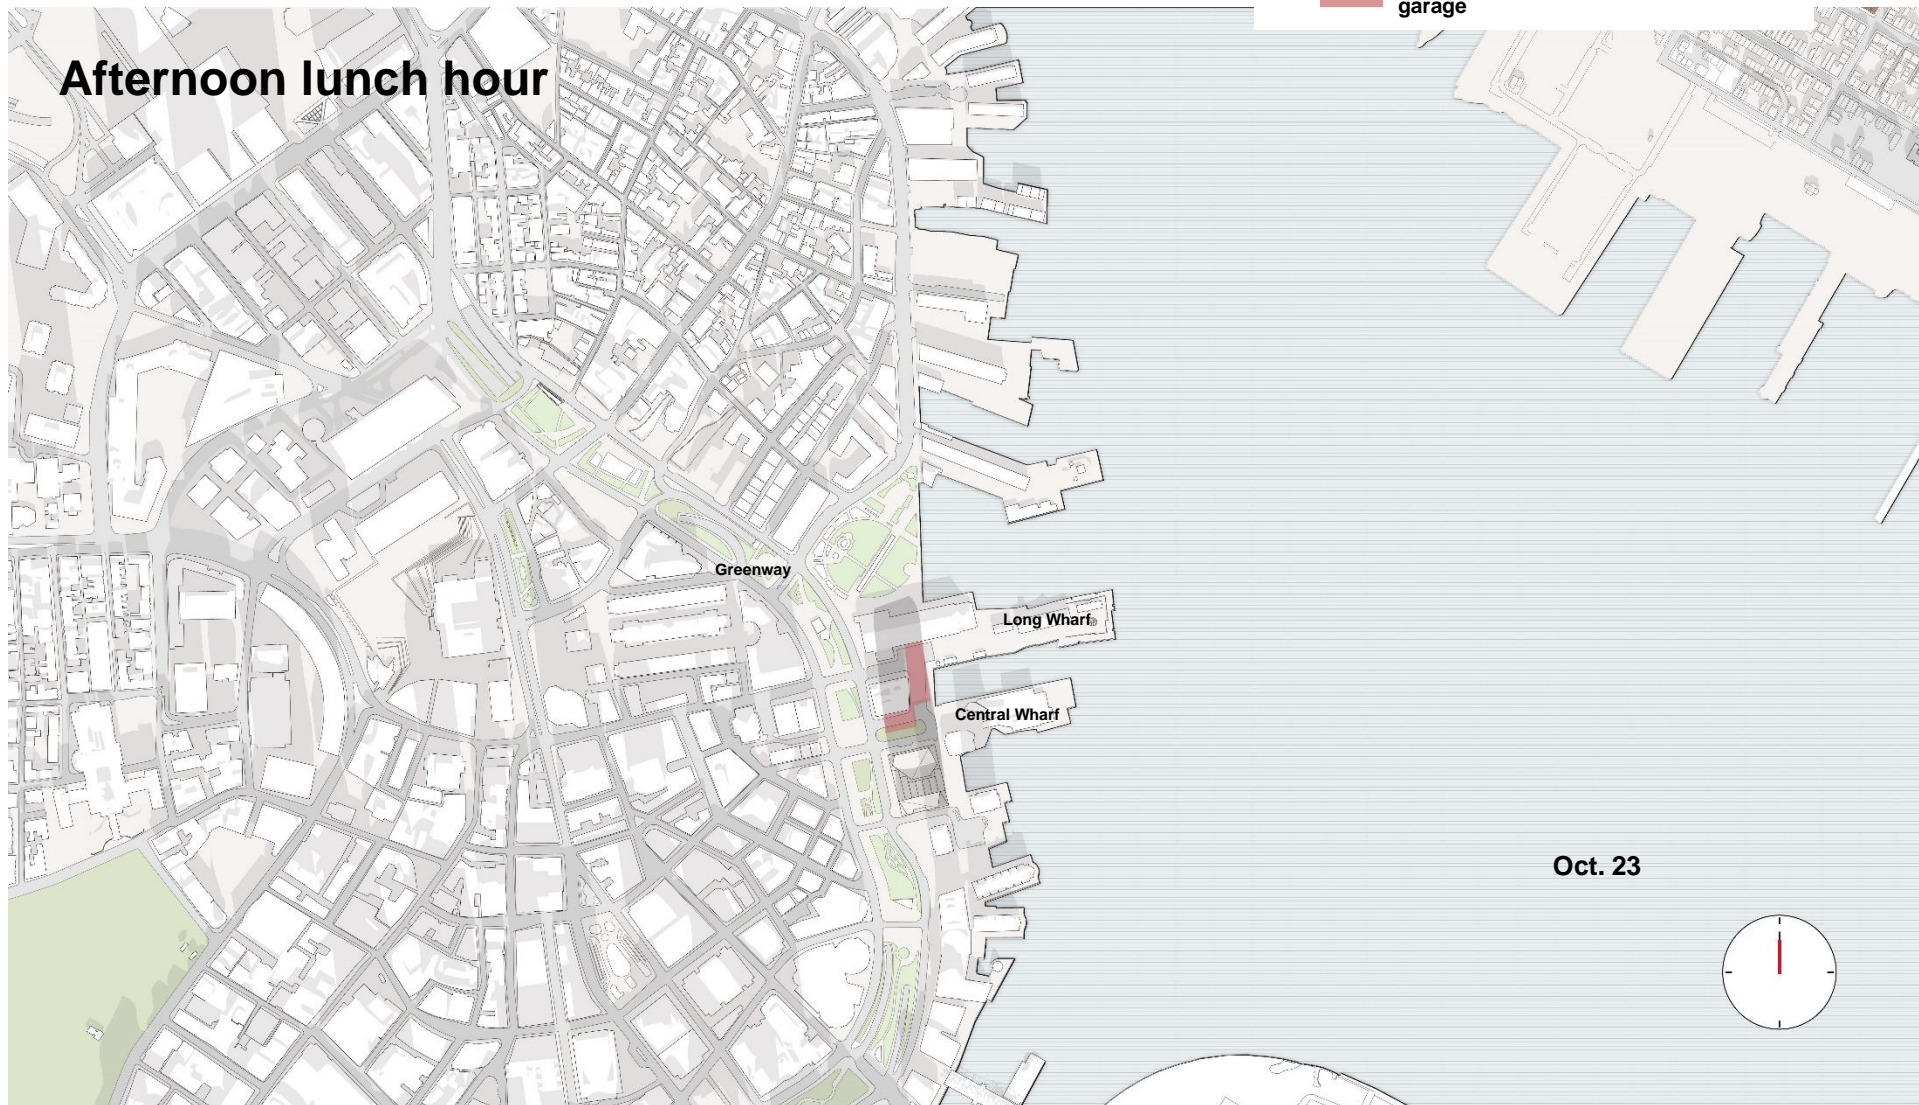 garage
Afternoon lunch hour
Greenway
Long Wharf
Central Wharf
Oct. 23